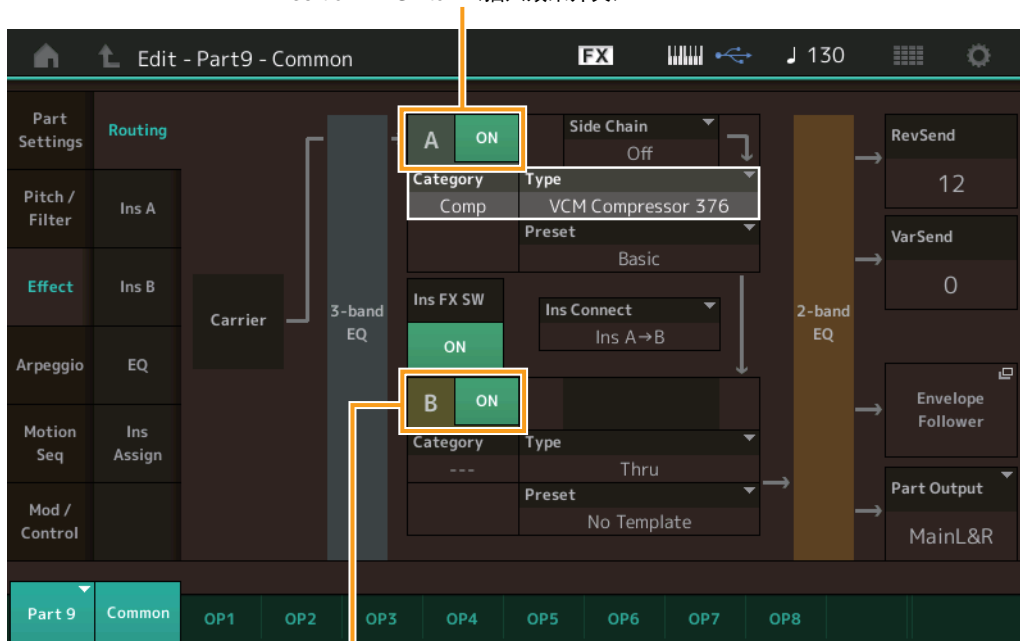 Edit - Part9 - Common
FX
♩ 130
Part
Settings
Routing
Pitch /
Filter
Ins A
Effect
Ins B
Arpeggio
EQ
Motion
Seq
Ins
Assign
Mod /
Control
Carrier
3-band
EQ
A
ON
Side Chain
Off
Category
Comp
Type
VCM Compressor 376
Preset
Basic
Ins FX SW
ON
Ins Connect
Ins A→B
B
ON
Category
---
Type
Thru
Preset
No Template
2-band
EQ
RevSend
12
VarSend
0
Envelope
Follower
Part Output
MainL&R
Part 9
Common
OP1
OP2
OP3
OP4
OP5
OP6
OP7
OP8